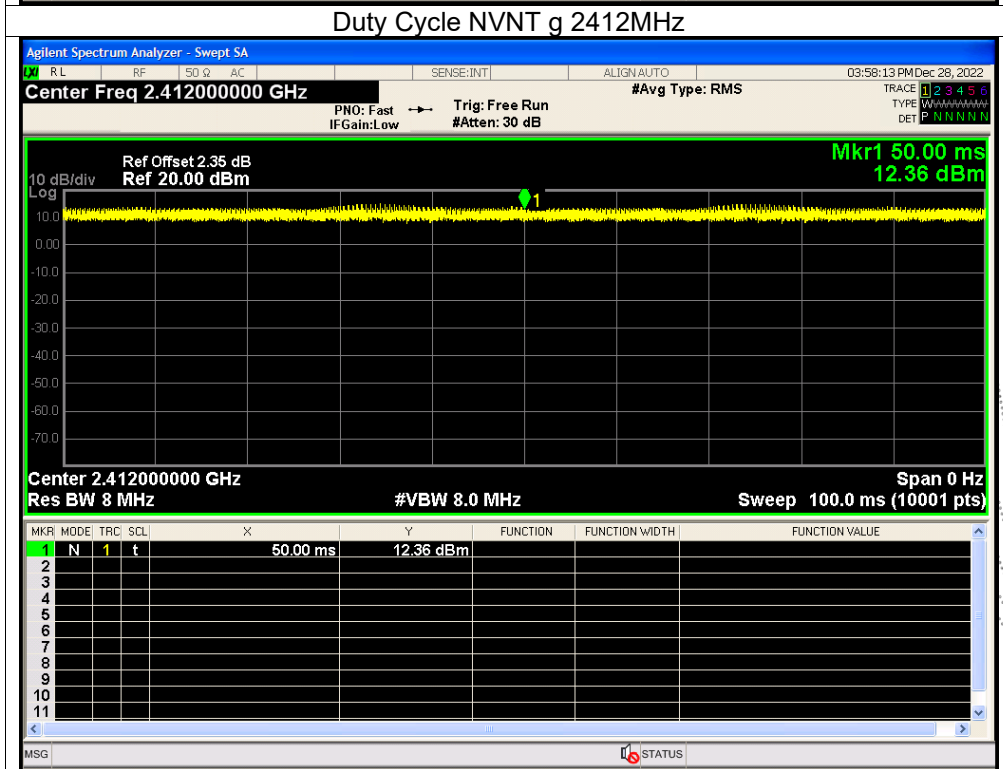 Duty Cycle NVNT g 2412MHz
Agilent Spectrum Analyzer - Swept SA
LXI RL RF 50 Ω AC SENSE:INT ALIGN AUTO 03:58:13 PM Dec 28, 2022
Center Freq 2.412000000 GHz #Avg Type: RMS TRACE 1 2 3 4 5 6
PNO: Fast Trig: Free Run TYPE W
IFGain:Low #Atten: 30 dB DET P N N N N N
Mkr1 50.00 ms
Ref Offset 2.35 dB
10 dB/div Ref 20.00 dBm 12.36 dBm
Log
1
10.0
0.00
-10.0
-20.0
-30.0
-40.0
-50.0
-60.0
-70.0
Center 2.412000000 GHz Span 0 Hz
Res BW 8 MHz #VBW 8.0 MHz Sweep 100.0 ms (10001 pts)
MKR MODE TRC SCL X Y FUNCTION FUNCTION WIDTH FUNCTION VALUE
1 N 1 t 50.00 ms 12.36 dBm
2
3
4
5
6
7
8
9
10
11
MSG STATUS